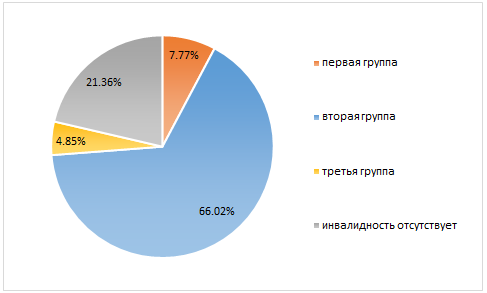 7.77%
первая группа
21.36%
вторая группа
4.85%
третья группа
66.02%
инвалидность отсутствует